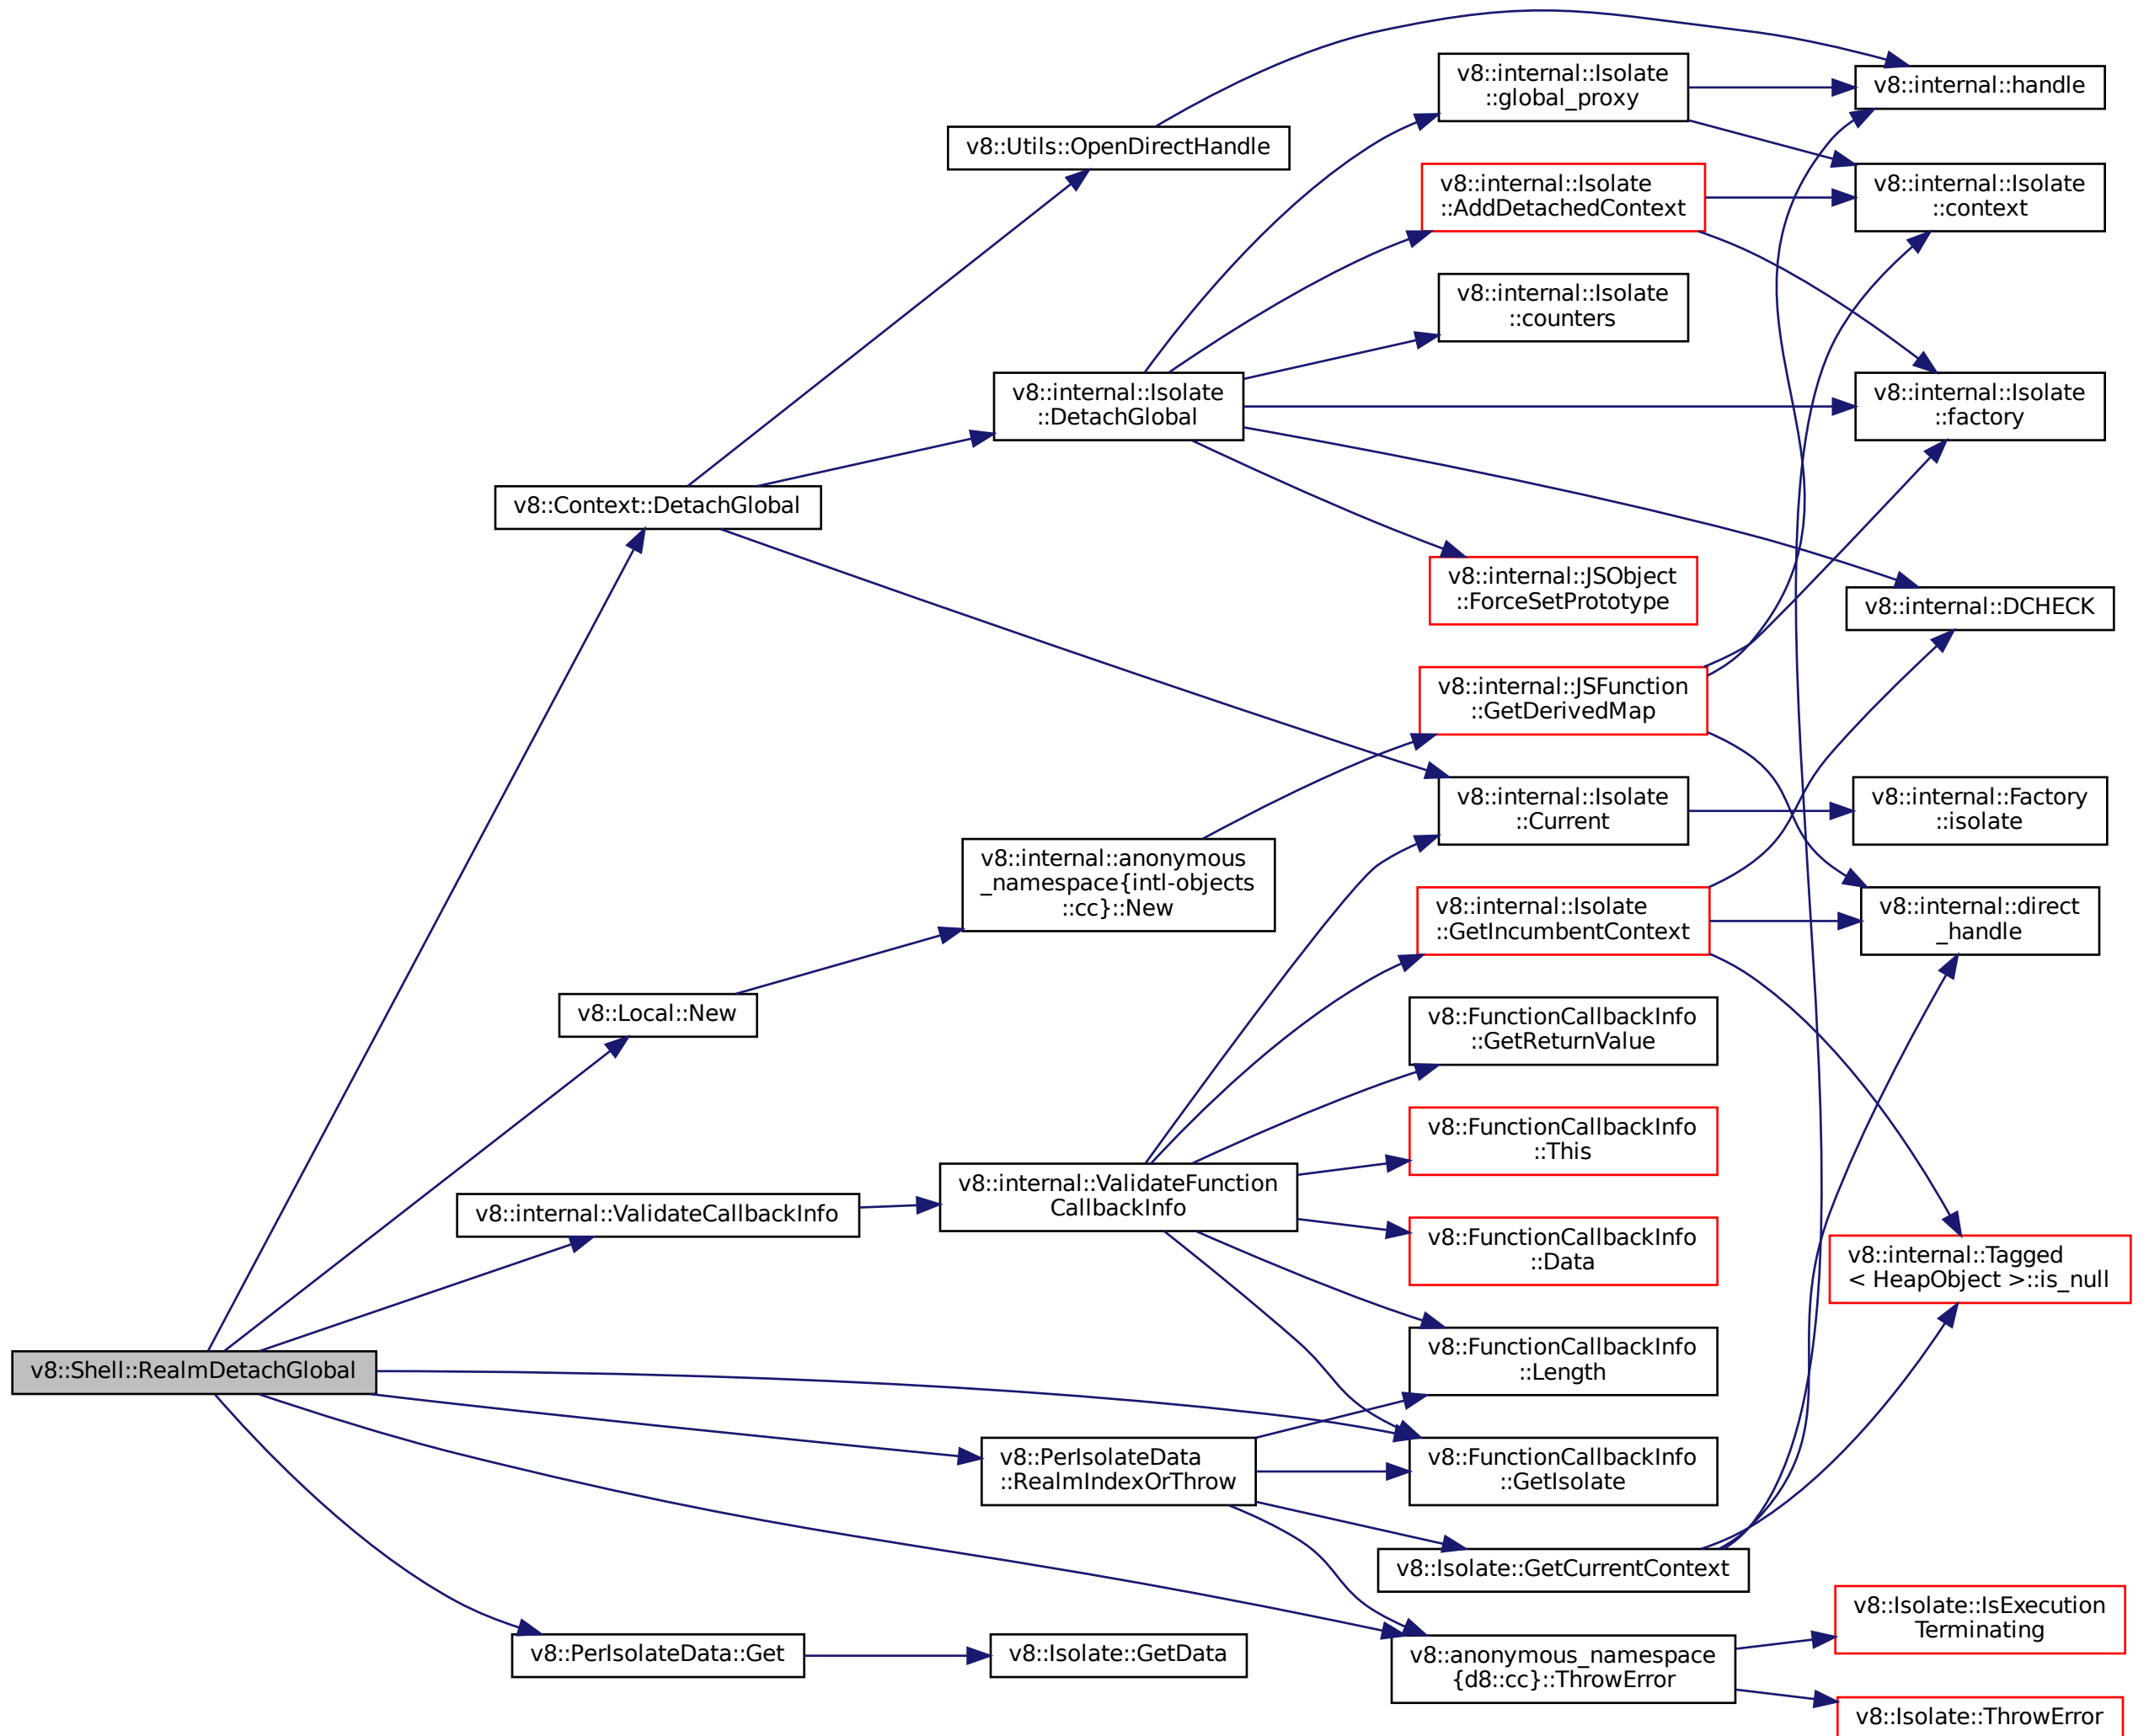 v8::Shell::RealmDetachGlobal
v8::Context::DetachGlobal
v8::Local::New
v8::internal::ValidateCallbackInfo
v8::PerIsolateData::Get
v8::Utils::OpenDirectHandle
v8::internal::Isolate
::DetachGlobal
v8::internal::anonymous
_namespace{intl-objects
::cc}::New
v8::internal::ValidateFunction
CallbackInfo
v8::PerIsolateData
::RealmIndexOrThrow
v8::Isolate::GetData
v8::internal::Isolate
::global_proxy
v8::internal::Isolate
::AddDetachedContext
v8::internal::Isolate
::counters
v8::internal::JSObject
::ForceSetPrototype
v8::internal::JSFunction
::GetDerivedMap
v8::internal::Isolate
::Current
v8::internal::Isolate
::GetIncumbentContext
v8::FunctionCallbackInfo
::GetReturnValue
v8::FunctionCallbackInfo
::This
v8::FunctionCallbackInfo
::Data
v8::FunctionCallbackInfo
::Length
v8::FunctionCallbackInfo
::GetIsolate
v8::Isolate::GetCurrentContext
v8::anonymous_namespace
{d8::cc}::ThrowError
v8::internal::handle
v8::internal::Isolate
::context
v8::internal::Isolate
::factory
v8::internal::DCHECK
v8::internal::Factory
::isolate
v8::internal::direct
_handle
v8::internal::Tagged
< HeapObject >::is_null
v8::Isolate::IsExecution
Terminating
v8::Isolate::ThrowError